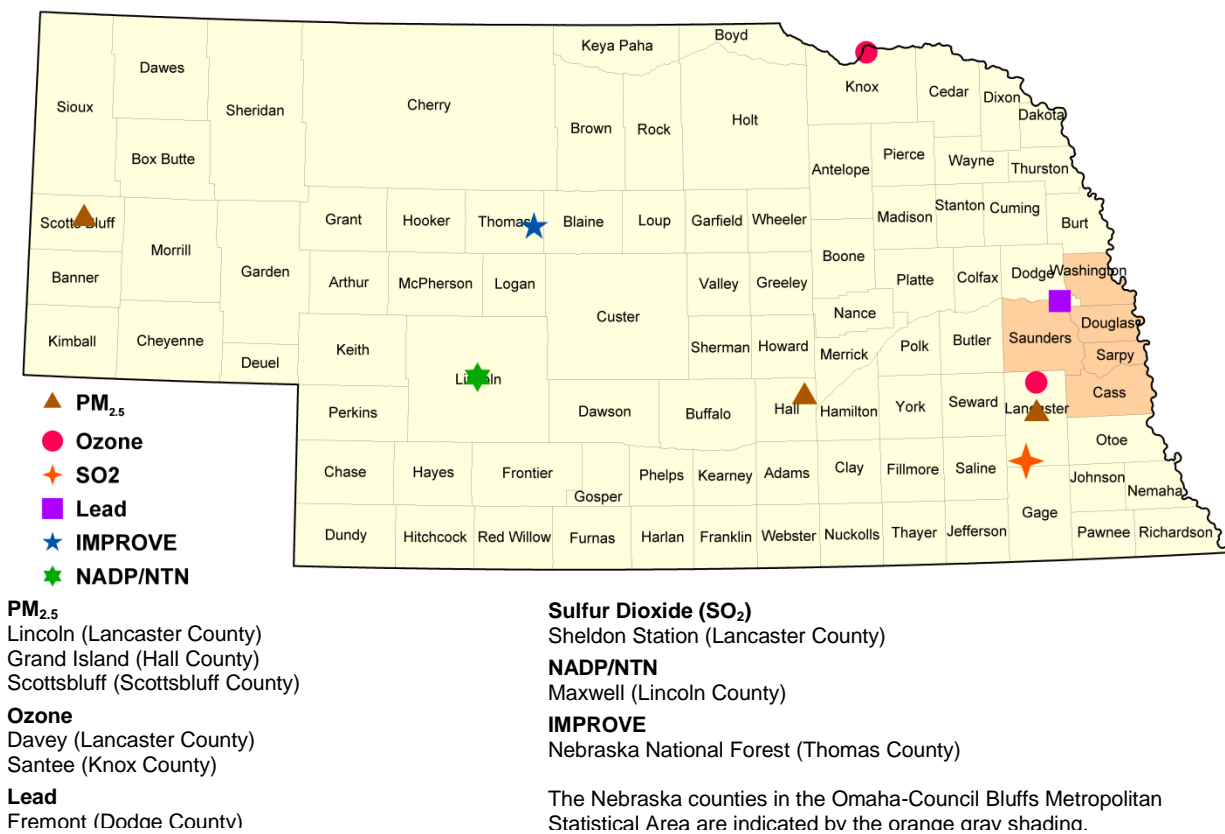 Boyd
Keya Paha
Dawes
Knox
Cedar
Dixon
Sioux
Sheridan
Cherry
Dakota
Brown
Rock
Holt
Box Butte
Pierce
Wayne
Antelope
Thurston
Scotts Bluff
Grant
Hooker
Thomas
Blaine
Loup
Garfield
Wheeler
Madison
Stanton
Cuming
Burt
Morrill
Boone
Banner
Garden
Arthur
McPherson
Logan
Valley
Greeley
Platte
Colfax
Dodge
Washington
Custer
Nance
Kimball
Cheyenne
Deuel
Keith
Sherman
Howard
Merrick
Polk
Butler
Saunders
Douglas
Sarpy
Lincoln
Cass
Perkins
Dawson
Buffalo
Hall
Hamilton
York
Seward
Lancaster
Otoe
Chase
Hayes
Frontier
Gosper
Phelps
Kearney
Adams
Clay
Fillmore
Saline
Johnson
Nemaha
Gage
Dundy
Hitchcock
Red Willow
Furnas
Harlan
Franklin
Webster
Nuckolls
Thayer
Jefferson
Pawnee
Richardson
PM2.5
Ozone
SO2
Lead
IMPROVE
NADP/NTN
PM2.5
Lincoln (Lancaster County)
Grand Island (Hall County)
Scottsbluff (Scottsbluff County)
Ozone
Davey (Lancaster County)
Santee (Knox County)
Lead
Fremont (Dodge County)
Sulfur Dioxide (SO2)
Sheldon Station (Lancaster County)
NADP/NTN
Maxwell (Lincoln County)
IMPROVE
Nebraska National Forest (Thomas County)
The Nebraska counties in the Omaha-Council Bluffs Metropolitan
Statistical Area are indicated by the orange gray shading.